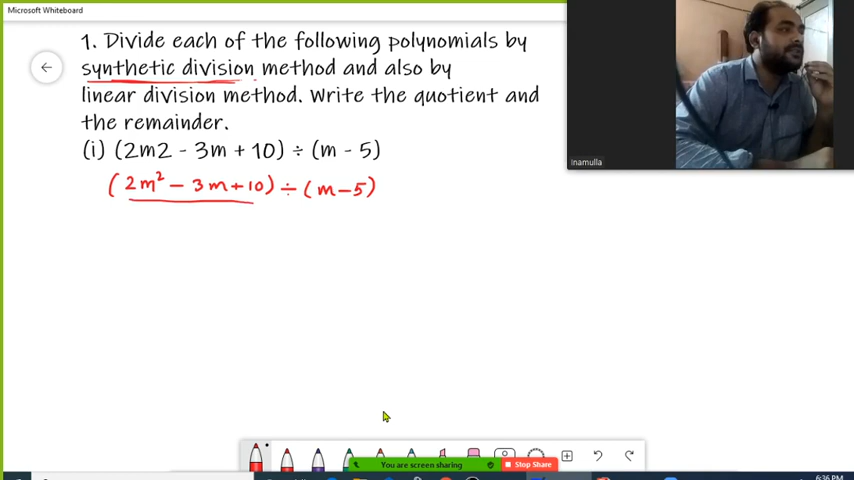 Microsoft Whiteboard
1. Divide each of the following polynomials by
synthetic division method and also by
linear division method. Write the quotient and
the remainder.
(i) (2m2 - 3m + 10) ÷ (m - 5)
(2m² - 3m + 10) ÷ (m - 5)
Inamulla
You are screen sharing
Stop Share
6:36 PM